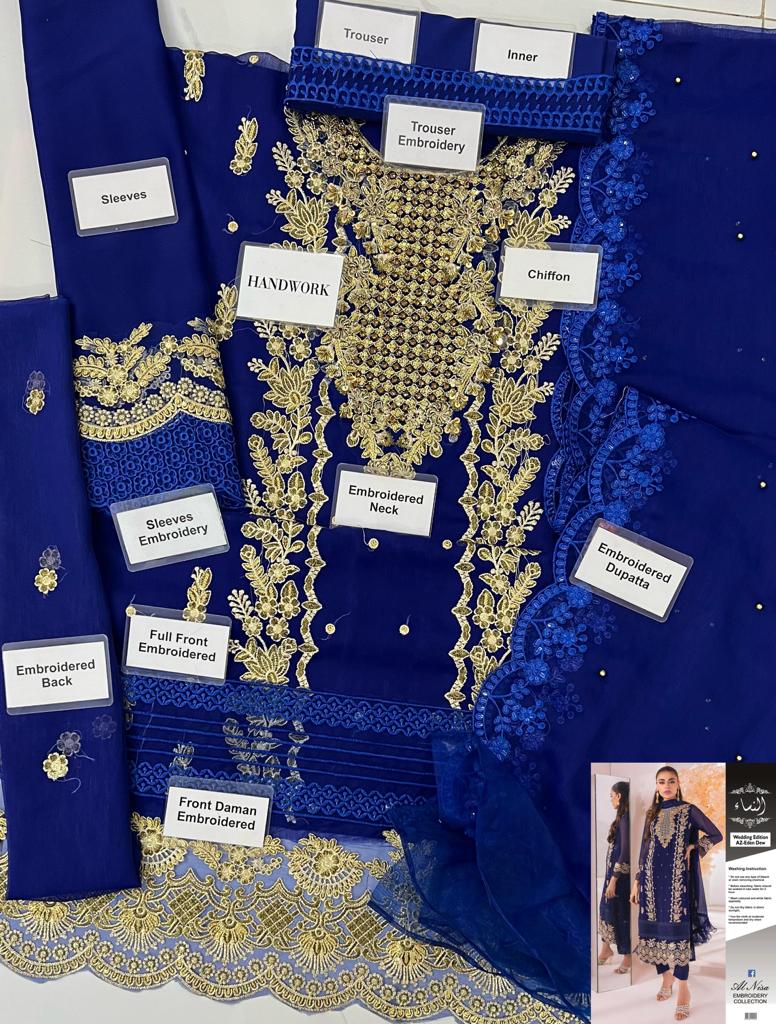 Trouser
Inner
Trouser
Embroidery
Sleeves
HANDWORK
Chiffon
Embroidered
Neck
Sleeves
Embroidery
Embroidered
Dupatta
Full Front
Embroidered
Embroidered
Back
Front Daman
Embroidered
النساء
Wedding Edition
AZ-Eden Dew
Washing Instruction
Al Nisa
EMBROIDERY
COLLECTION